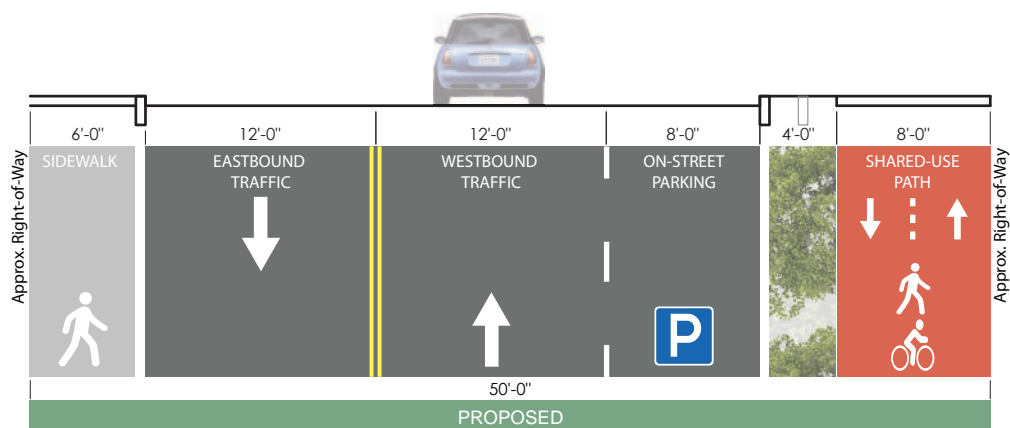 6'-0"
12'-0"
12'-0"
8'-0"
4'-0"
8'-0"
Approx. Right-of-Way
SIDEWALK
EASTBOUND
TRAFFIC
WESTBOUND
TRAFFIC
ON-STREET
PARKING
P
SHARED-USE
PATH
Approx. Right-of-Way
50'-0"
PROPOSED